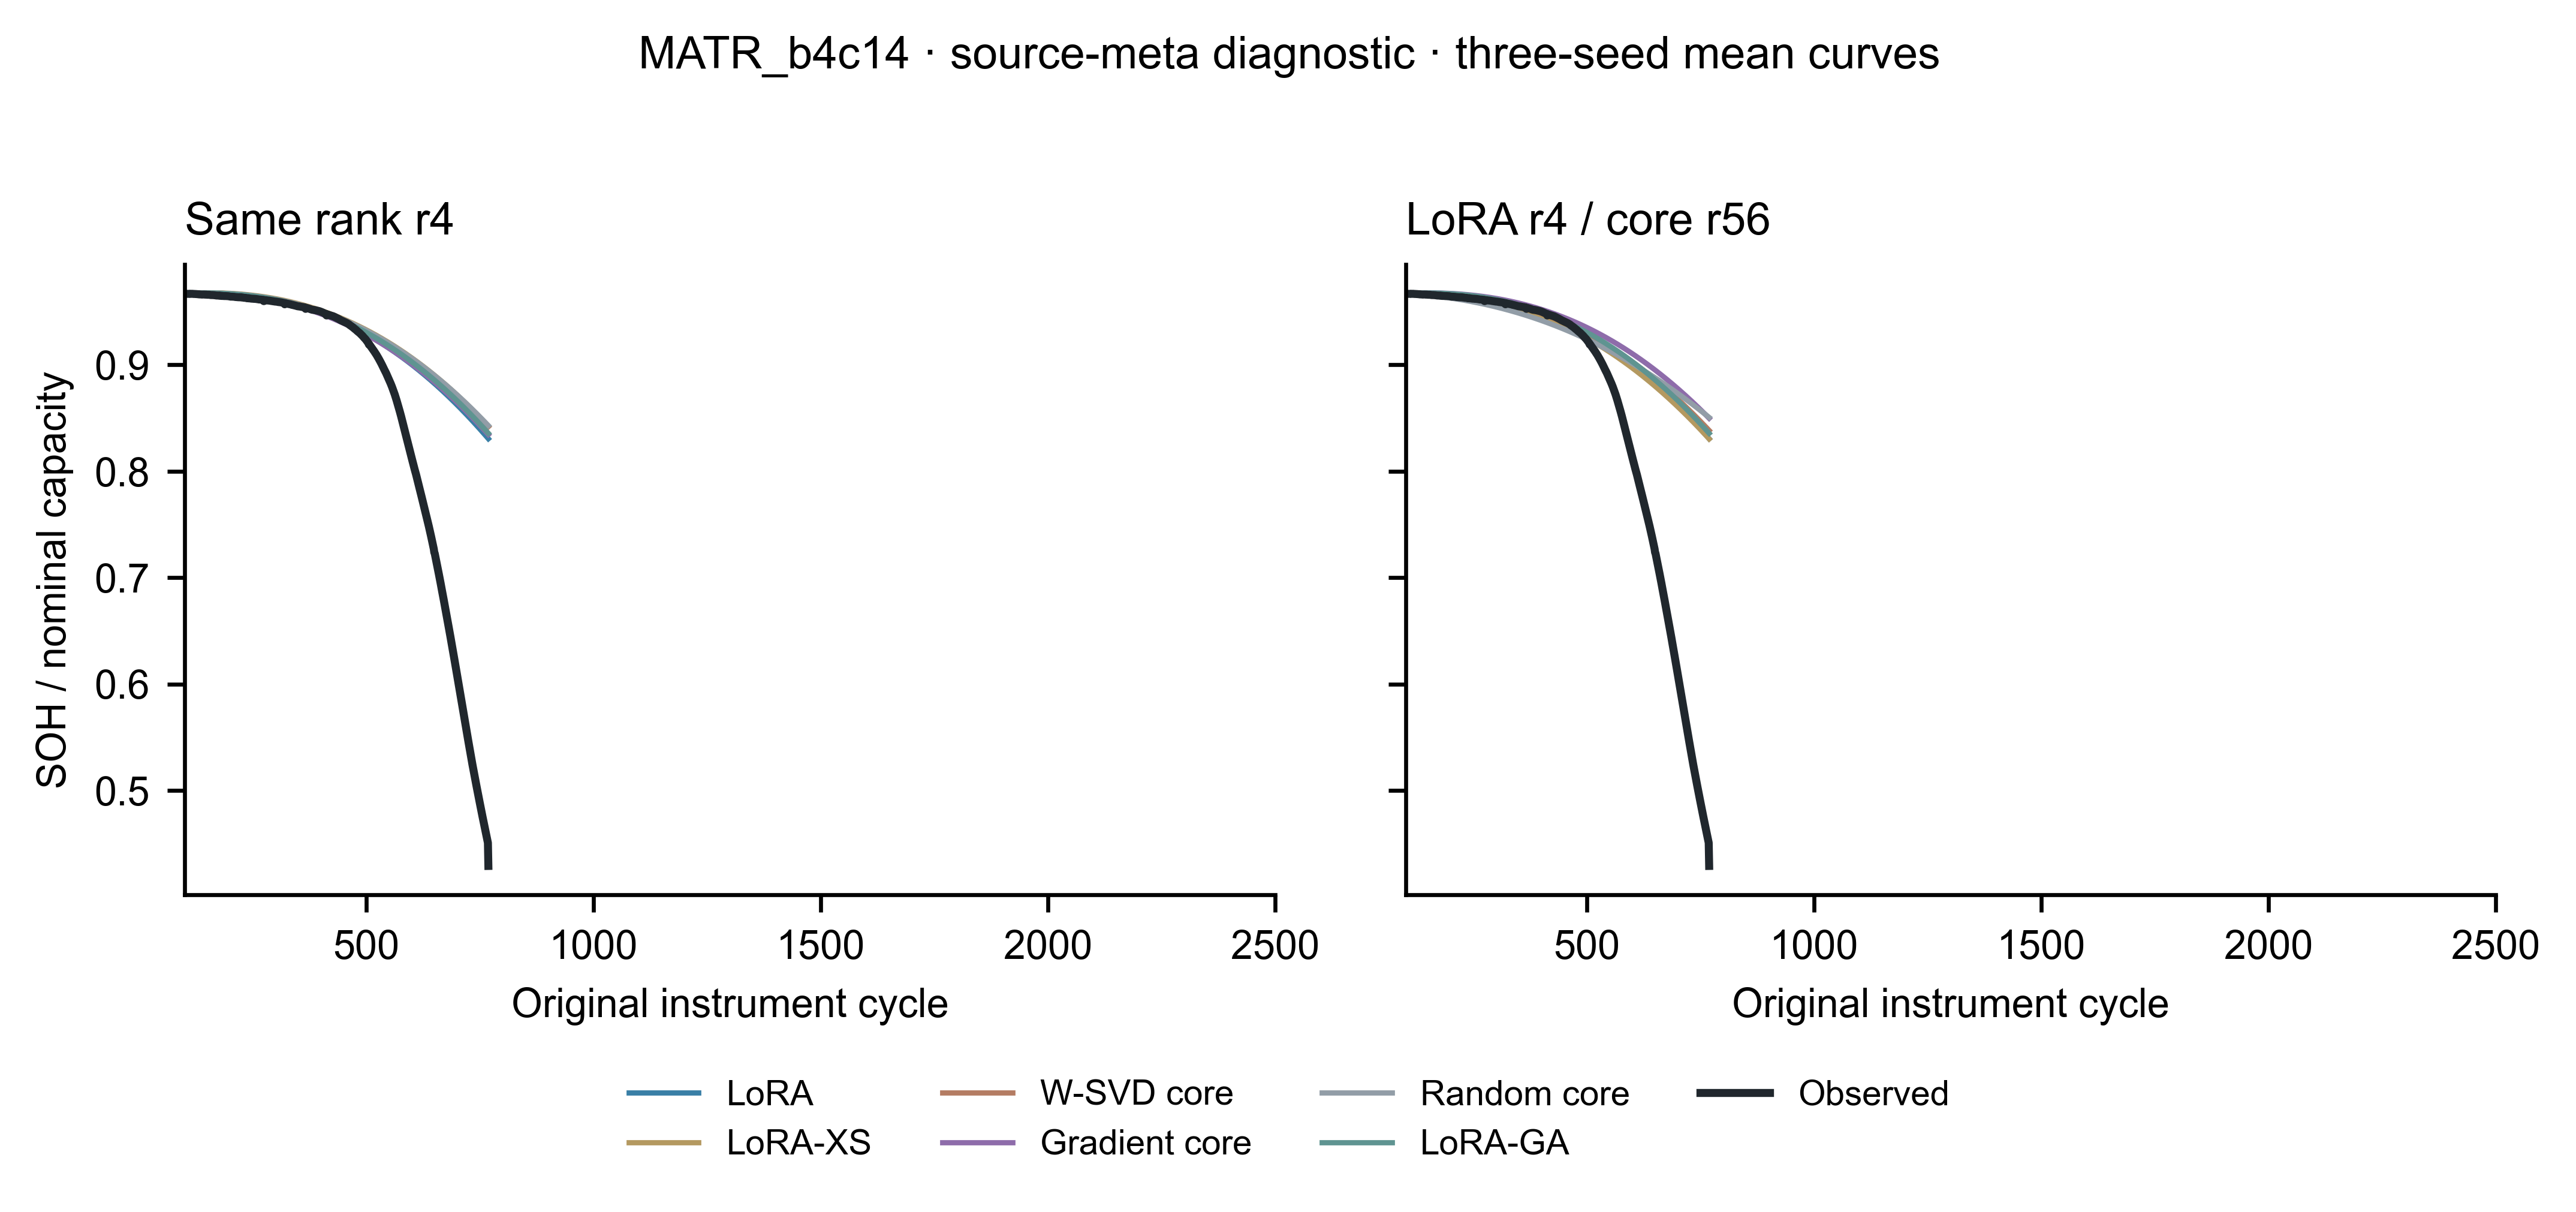 MATR_b4c14 · source-meta diagnostic · three-seed mean curves
Same rank r4
LoRA r4 / core r56
SOH / nominal capacity
0.9
0.8
0.7
0.6
0.5
500 1000 1500 2000 2500
500 1000 1500 2000 2500
Original instrument cycle
Original instrument cycle
LoRA W-SVD core Random core Observed
LoRA-XS Gradient core LoRA-GA